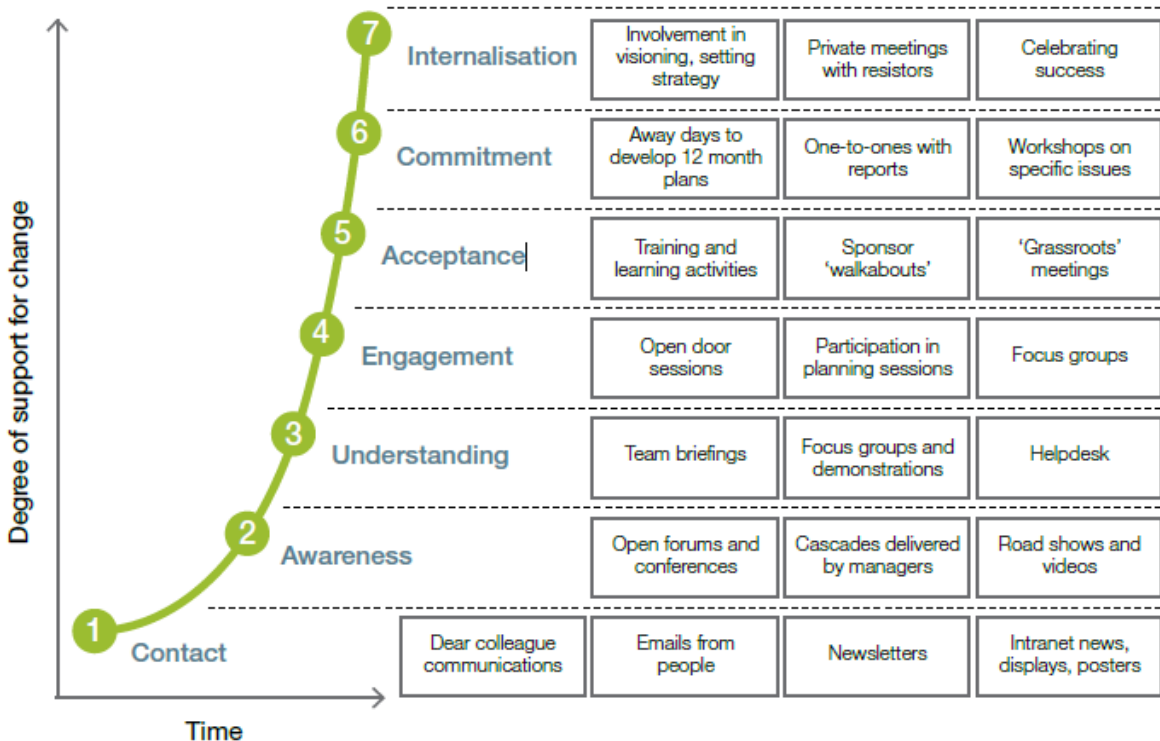 7
Internalisation
Involvement in
visioning, setting
strategy
Private meetings
with resistors
Celebrating
success
6
Commitment
Away days to
develop 12 month
plans
One-to-ones with
reports
Workshops on
specific issues
5
Acceptance
Training and
learning activities
Sponsor
‘walkabouts’
‘Grassroots’
meetings
4
Engagement
Open door
sessions
Participation in
planning sessions
Focus groups
3
Understanding
Team briefings
Focus groups and
demonstrations
Helpdesk
2
Awareness
Open forums and
conferences
Cascades delivered
by managers
Road shows and
videos
1
Contact
Dear colleague
communications
Emails from
people
Newsletters
Intranet news,
displays, posters
Degree of support for change
Time